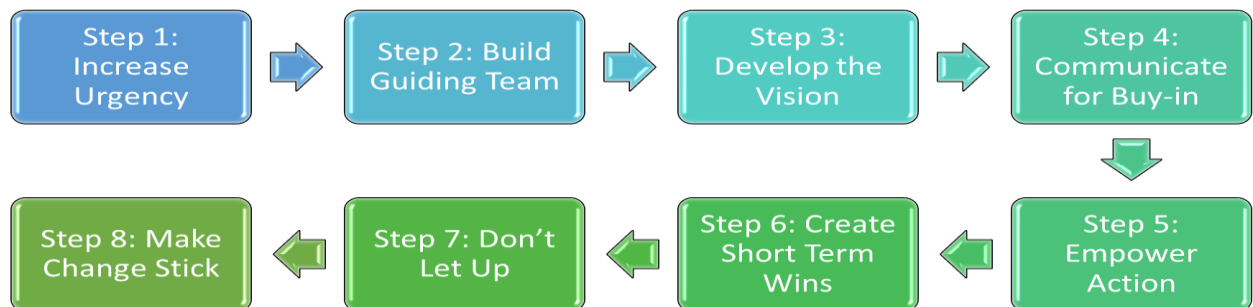 Step 1:
Increase
Urgency
Step 2: Build
Guiding Team
Step 3:
Develop the
Vision
Step 4:
Communicate
for Buy-in
Step 5:
Empower
Action
Step 6: Create
Short Term
Wins
Step 7: Don’t
Let Up
Step 8: Make
Change Stick